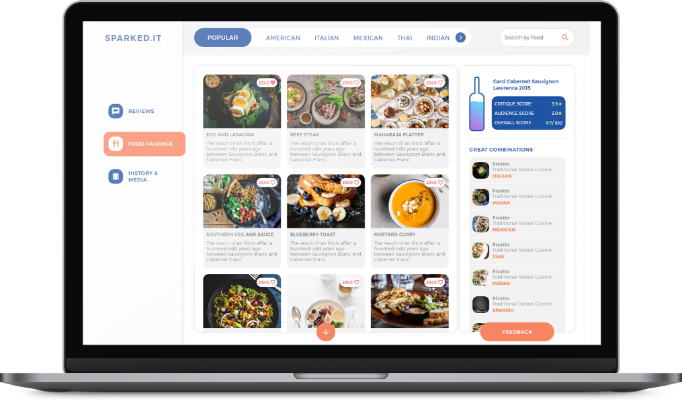 SPARKED.IT
POPULAR
AMERICAN
ITALIAN
MEXICAN
THAI
INDIAN
Search by Food
REVIEWS
FOOD PAIRINGS
HISTORY &
MEDIA
2345
2345
2345
EGG AND LASAGNIA
The result of an illicit affair a
hundred-odd years ago
between Sauvignon Blanc and
Cabernet Franc
BEEF STEAK
The result of an illicit affair a
hundred-odd years ago
between Sauvignon Blanc and
Cabernet Franc
MAHARAJA PLATTER
The result of an illicit affair a
hundred-odd years ago
between Sauvignon Blanc and
Cabernet Franc
2345
2345
2345
SOUTHERN VEG AND SAUCE
The result of an illicit affair a
hundred-odd years ago
between Sauvignon Blanc and
Cabernet Franc
BLUEBERRY TOAST
The result of an illicit affair a
hundred-odd years ago
between Sauvignon Blanc and
Cabernet Franc
MUSTARD CURRY
The result of an illicit affair a
hundred-odd years ago
between Sauvignon Blanc and
Cabernet Franc
2345
2345
2345
Gard Cabernet Sauvignon
Lawrence 2015
CRITIQUE SCORE
AUDIENCE SCORE
OVERALL SCORE
GREAT COMBINATIONS
Risotto
Traditional Italian Cuisine
ITALIAN
Risotto
Traditional Italian Cuisine
INDIAN
Risotto
Traditional Italian Cuisine
MEXICAN
Risotto
Traditional Italian Cuisine
THAI
Risotto
Traditional Italian Cuisine
INDIAN
Risotto
Traditional Italian Cuisine
SPANISH
Risotto
FEEDBACK